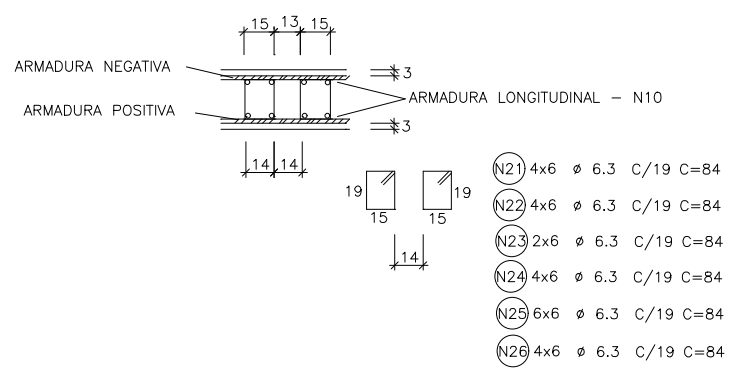 15 13 15
ARMADURA NEGATIVA
3
ARMADURA LONGITUDINAL – N10
ARMADURA POSITIVA
3
14 14
19 15
15 19
14
N21 4x6 ø 6.3 C/19 C=84
N22 4x6 ø 6.3 C/19 C=84
N23 2x6 ø 6.3 C/19 C=84
N24 4x6 ø 6.3 C/19 C=84
N25 6x6 ø 6.3 C/19 C=84
N26 4x6 ø 6.3 C/19 C=84